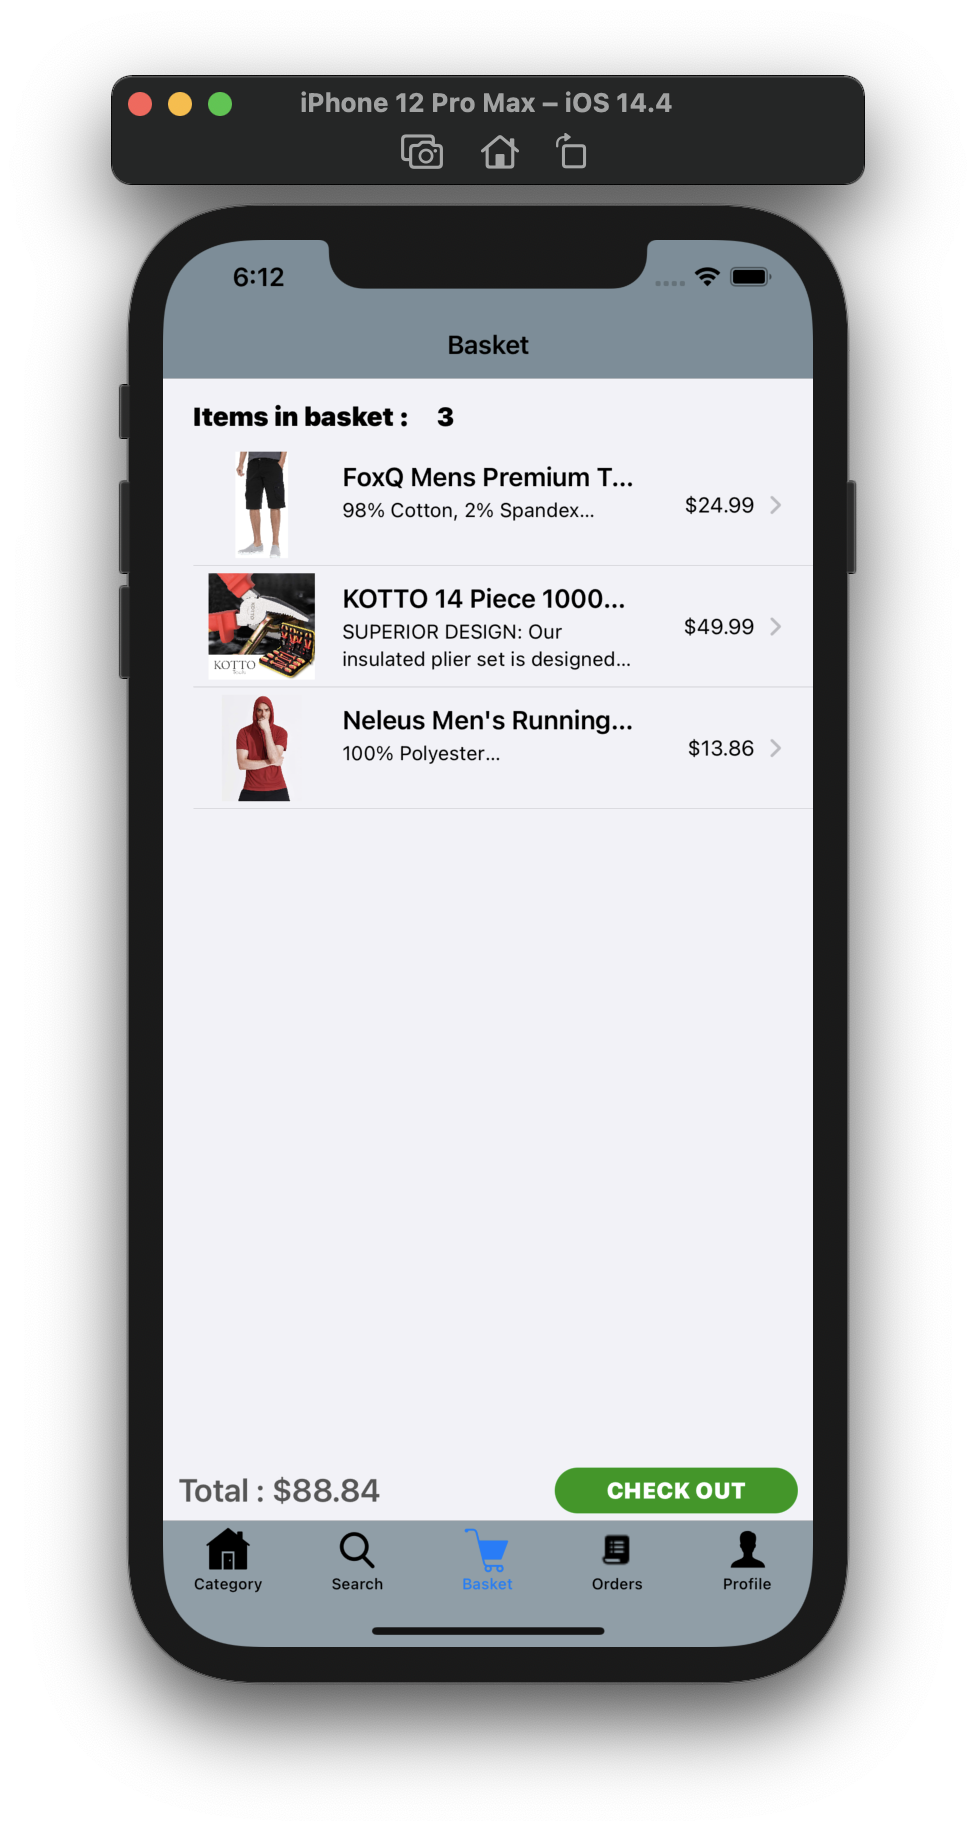 iPhone 12 Pro Max – iOS 14.4
6:12
Basket
Items in basket : 3
FoxQ Mens Premium T...
98% Cotton, 2% Spandex...
$24.99
KOTTO 14 Piece 1000...
SUPERIOR DESIGN: Our
insulated plier set is designed...
$49.99
KOTTO
Neleus Men's Running...
100% Polyester...
$13.86
Total : $88.84
CHECK OUT
Category
Search
Basket
Orders
Profile